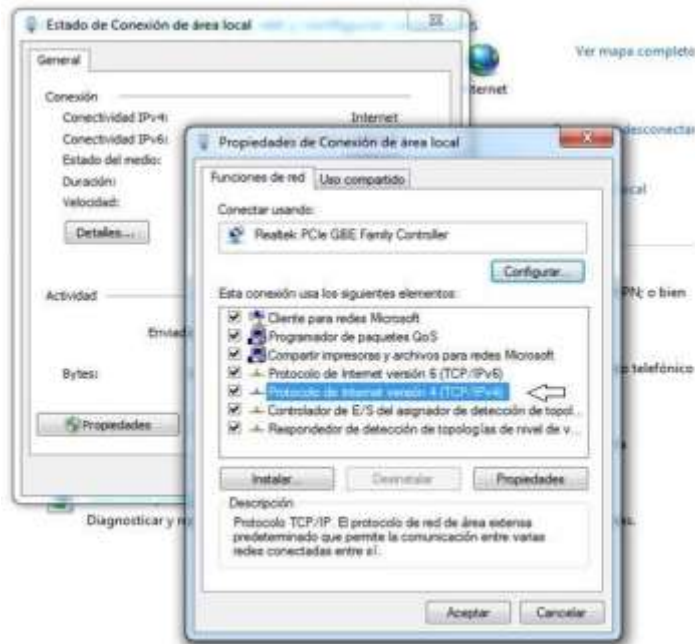 Estado de Conexión de área local
General
Conexión
Conectividad IPv4: Internet
Conectividad IPv6:
Estado del medio:
Duración:
Velocidad:
Detalles...
Actividad
Enviad
Bytes:
Propiedades
ternet
Ver mapa completo
desconectar
PN; o bien
o telefónico
Diagnosticar y
Propiedades de Conexión de área local
Funciones de red
Uso compartido
Conectar usando:
Realtek PCIe GBE Family Controller
Configurar...
Esta conexión usa los siguientes elementos:
Cliente para redes Microsoft
Programador de paquetes QoS
Compartir impresoras y archivos para redes Microsoft
Protocolo de Internet versión 6 (TCP/IPv6)
Protocolo de Internet versión 4 (TCP/IPv4)
Controlador de E/S del asignador de detección de topol...
Respondedor de detección de topologías de nivel de v...
Instalar...
Desinstalar
Propiedades
Descripción
Protocolo TCP/IP. El protocolo de red de área extensa
predeterminado que permite la comunicación entre varias
redes conectadas entre sí.
Aceptar
Cancelar